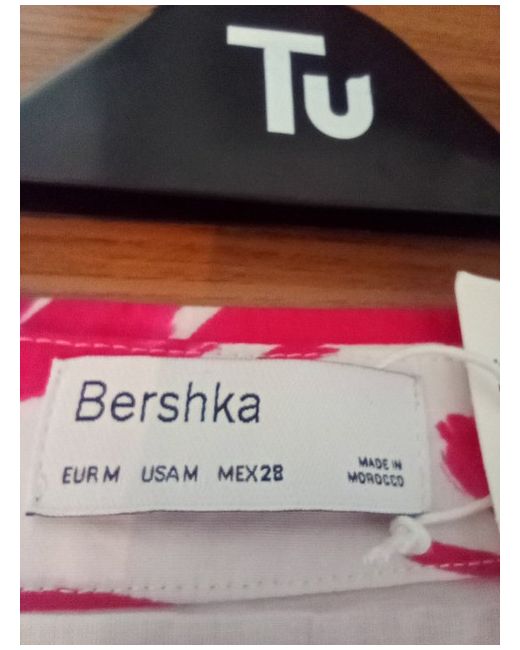 Tu
Bershka
EUR M USA M MEX 28
MADE IN
MOROCCO